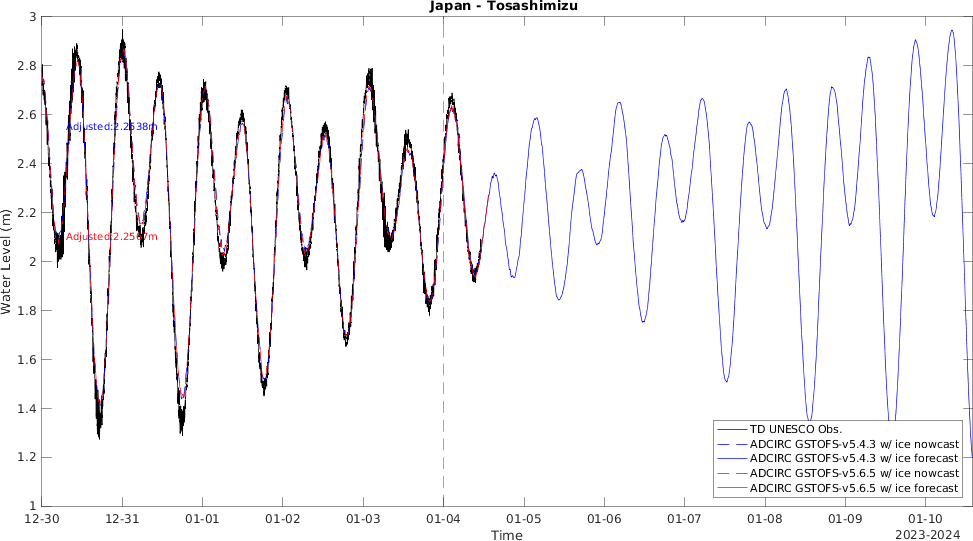 Japan - Tosashimizu
3
2.8
2.6
2.4
2.2
2
1.8
1.6
1.4
1.2
1
Water Level (m)
Adjusted:2.2538m
Adjusted:2.2567m
TD UNESCO Obs.
ADCIRC GSTOFS-v5.4.3 w/ ice nowcast
ADCIRC GSTOFS-v5.4.3 w/ ice forecast
ADCIRC GSTOFS-v5.6.5 w/ ice nowcast
ADCIRC GSTOFS-v5.6.5 w/ ice forecast
12-30 12-31 01-01 01-02 01-03 01-04 01-05 01-06 01-07 01-08 01-09 01-10
Time
2023-2024